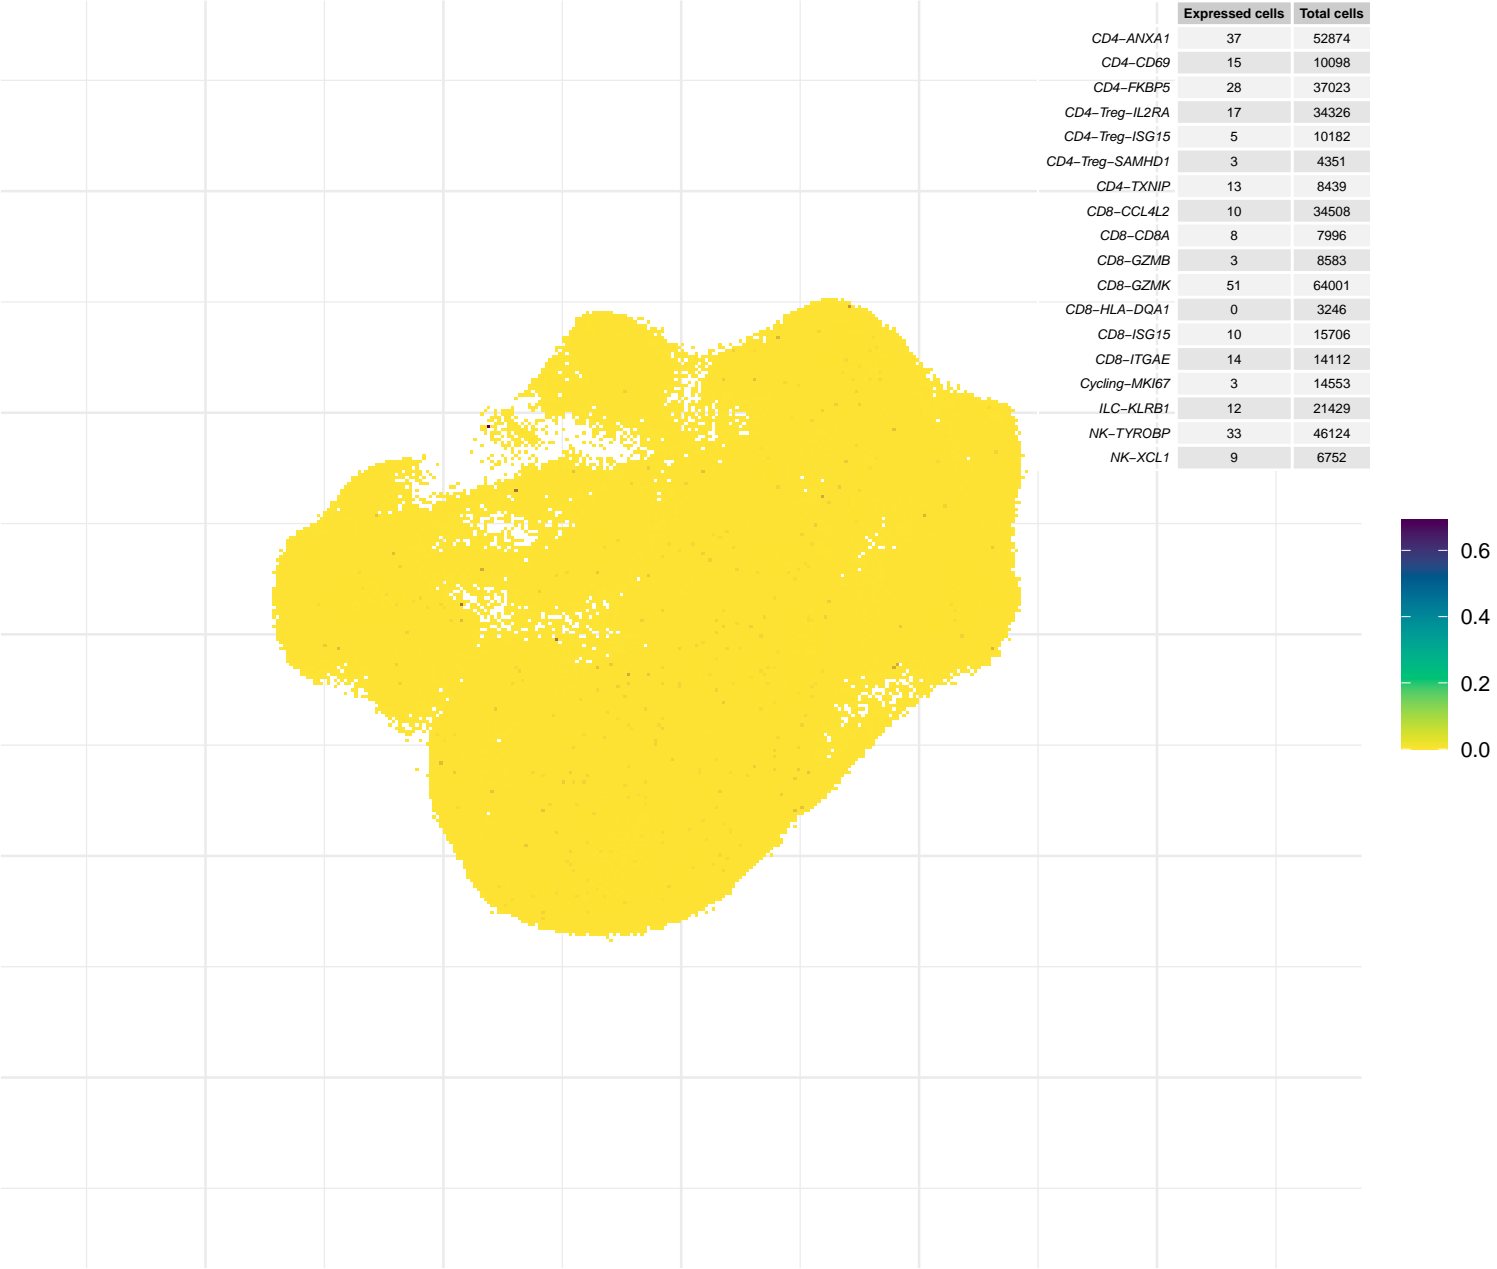 Expressed cells Total cells
CD4−ANXA1 37 52874
CD4−CD69 15 10098
CD4−FKBP5 28 37023
CD4−Treg−IL2RA 17 34326
CD4−Treg−ISG15 5 10182
CD4−Treg−SAMHD1 3 4351
CD4−TXNIP 13 8439
CD8−CCL4L2 10 34508
CD8−CD8A 8 7996
CD8−GZMB 3 8583
CD8−GZMK 51 64001
CD8−HLA−DQA1 0 3246
CD8−ISG15 10 15706
CD8−ITGAE 14 14112
Cycling−MKI67 3 14553
ILC−KLRB1 12 21429
NK−TYROBP 33 46124
NK−XCL1 9 6752
0.6
0.4
0.2
0.0